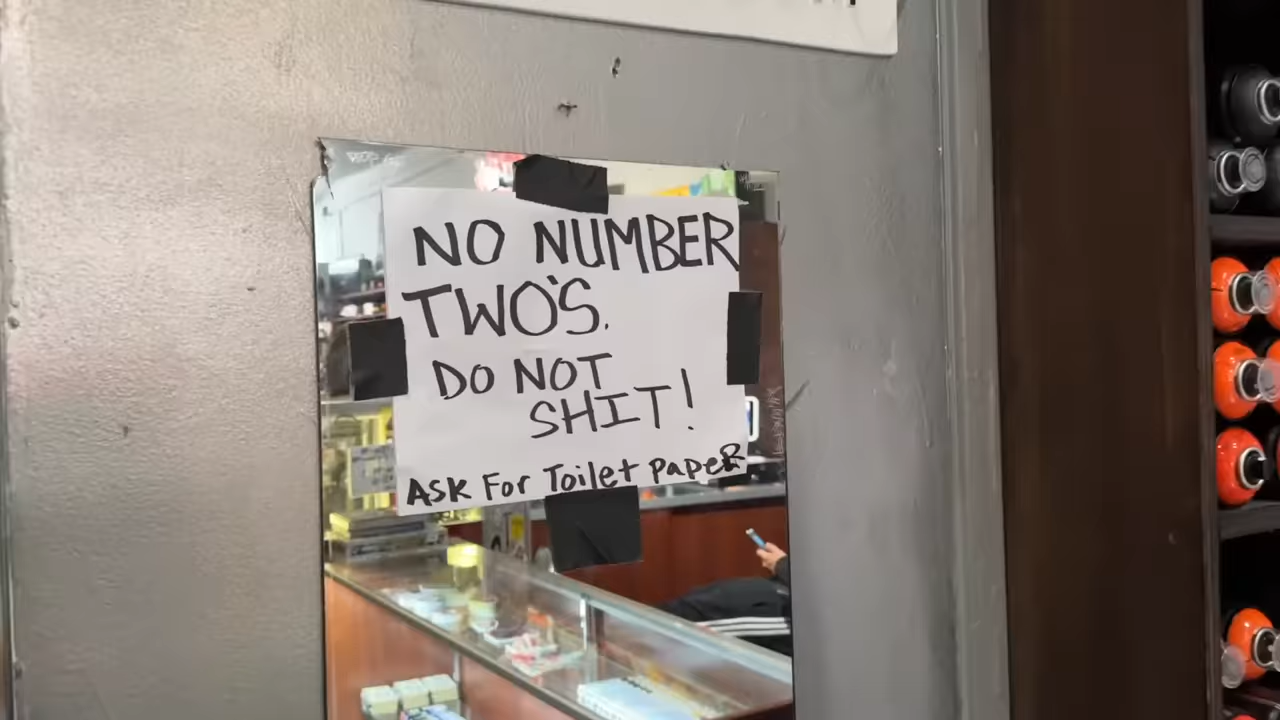 NO NUMBER
TWO'S.
DO NOT
SHIT!
ASK FOR TOILET PAPER